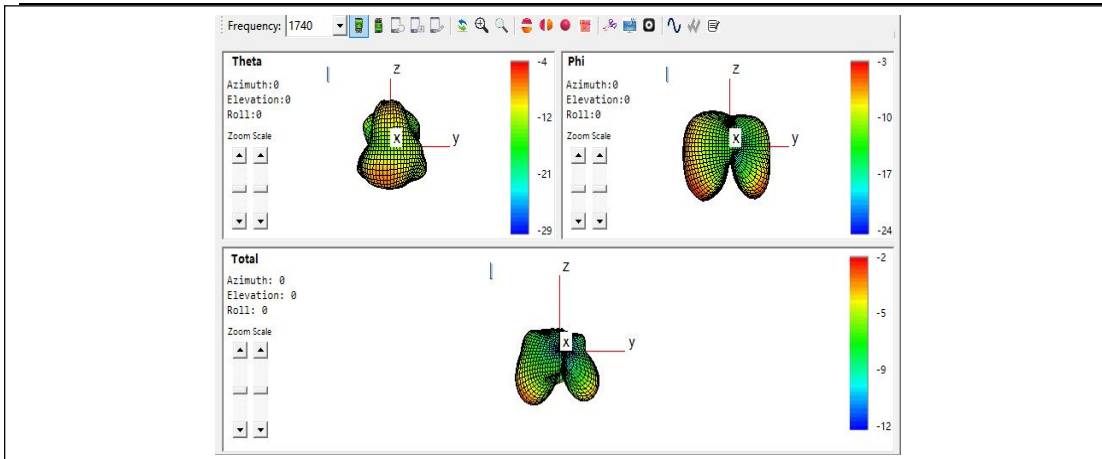 Frequency: 1740
Theta
Azimuth:0
Elevation:0
Roll:0
Zoom Scale
z
y
x
-4
-12
-21
-29
Phi
Azimuth:0
Elevation:0
Roll:0
Zoom Scale
z
y
x
-3
-10
-17
-24
Total
Azimuth: 0
Elevation: 0
Roll: 0
Zoom Scale
z
y
x
-2
-5
-9
-12